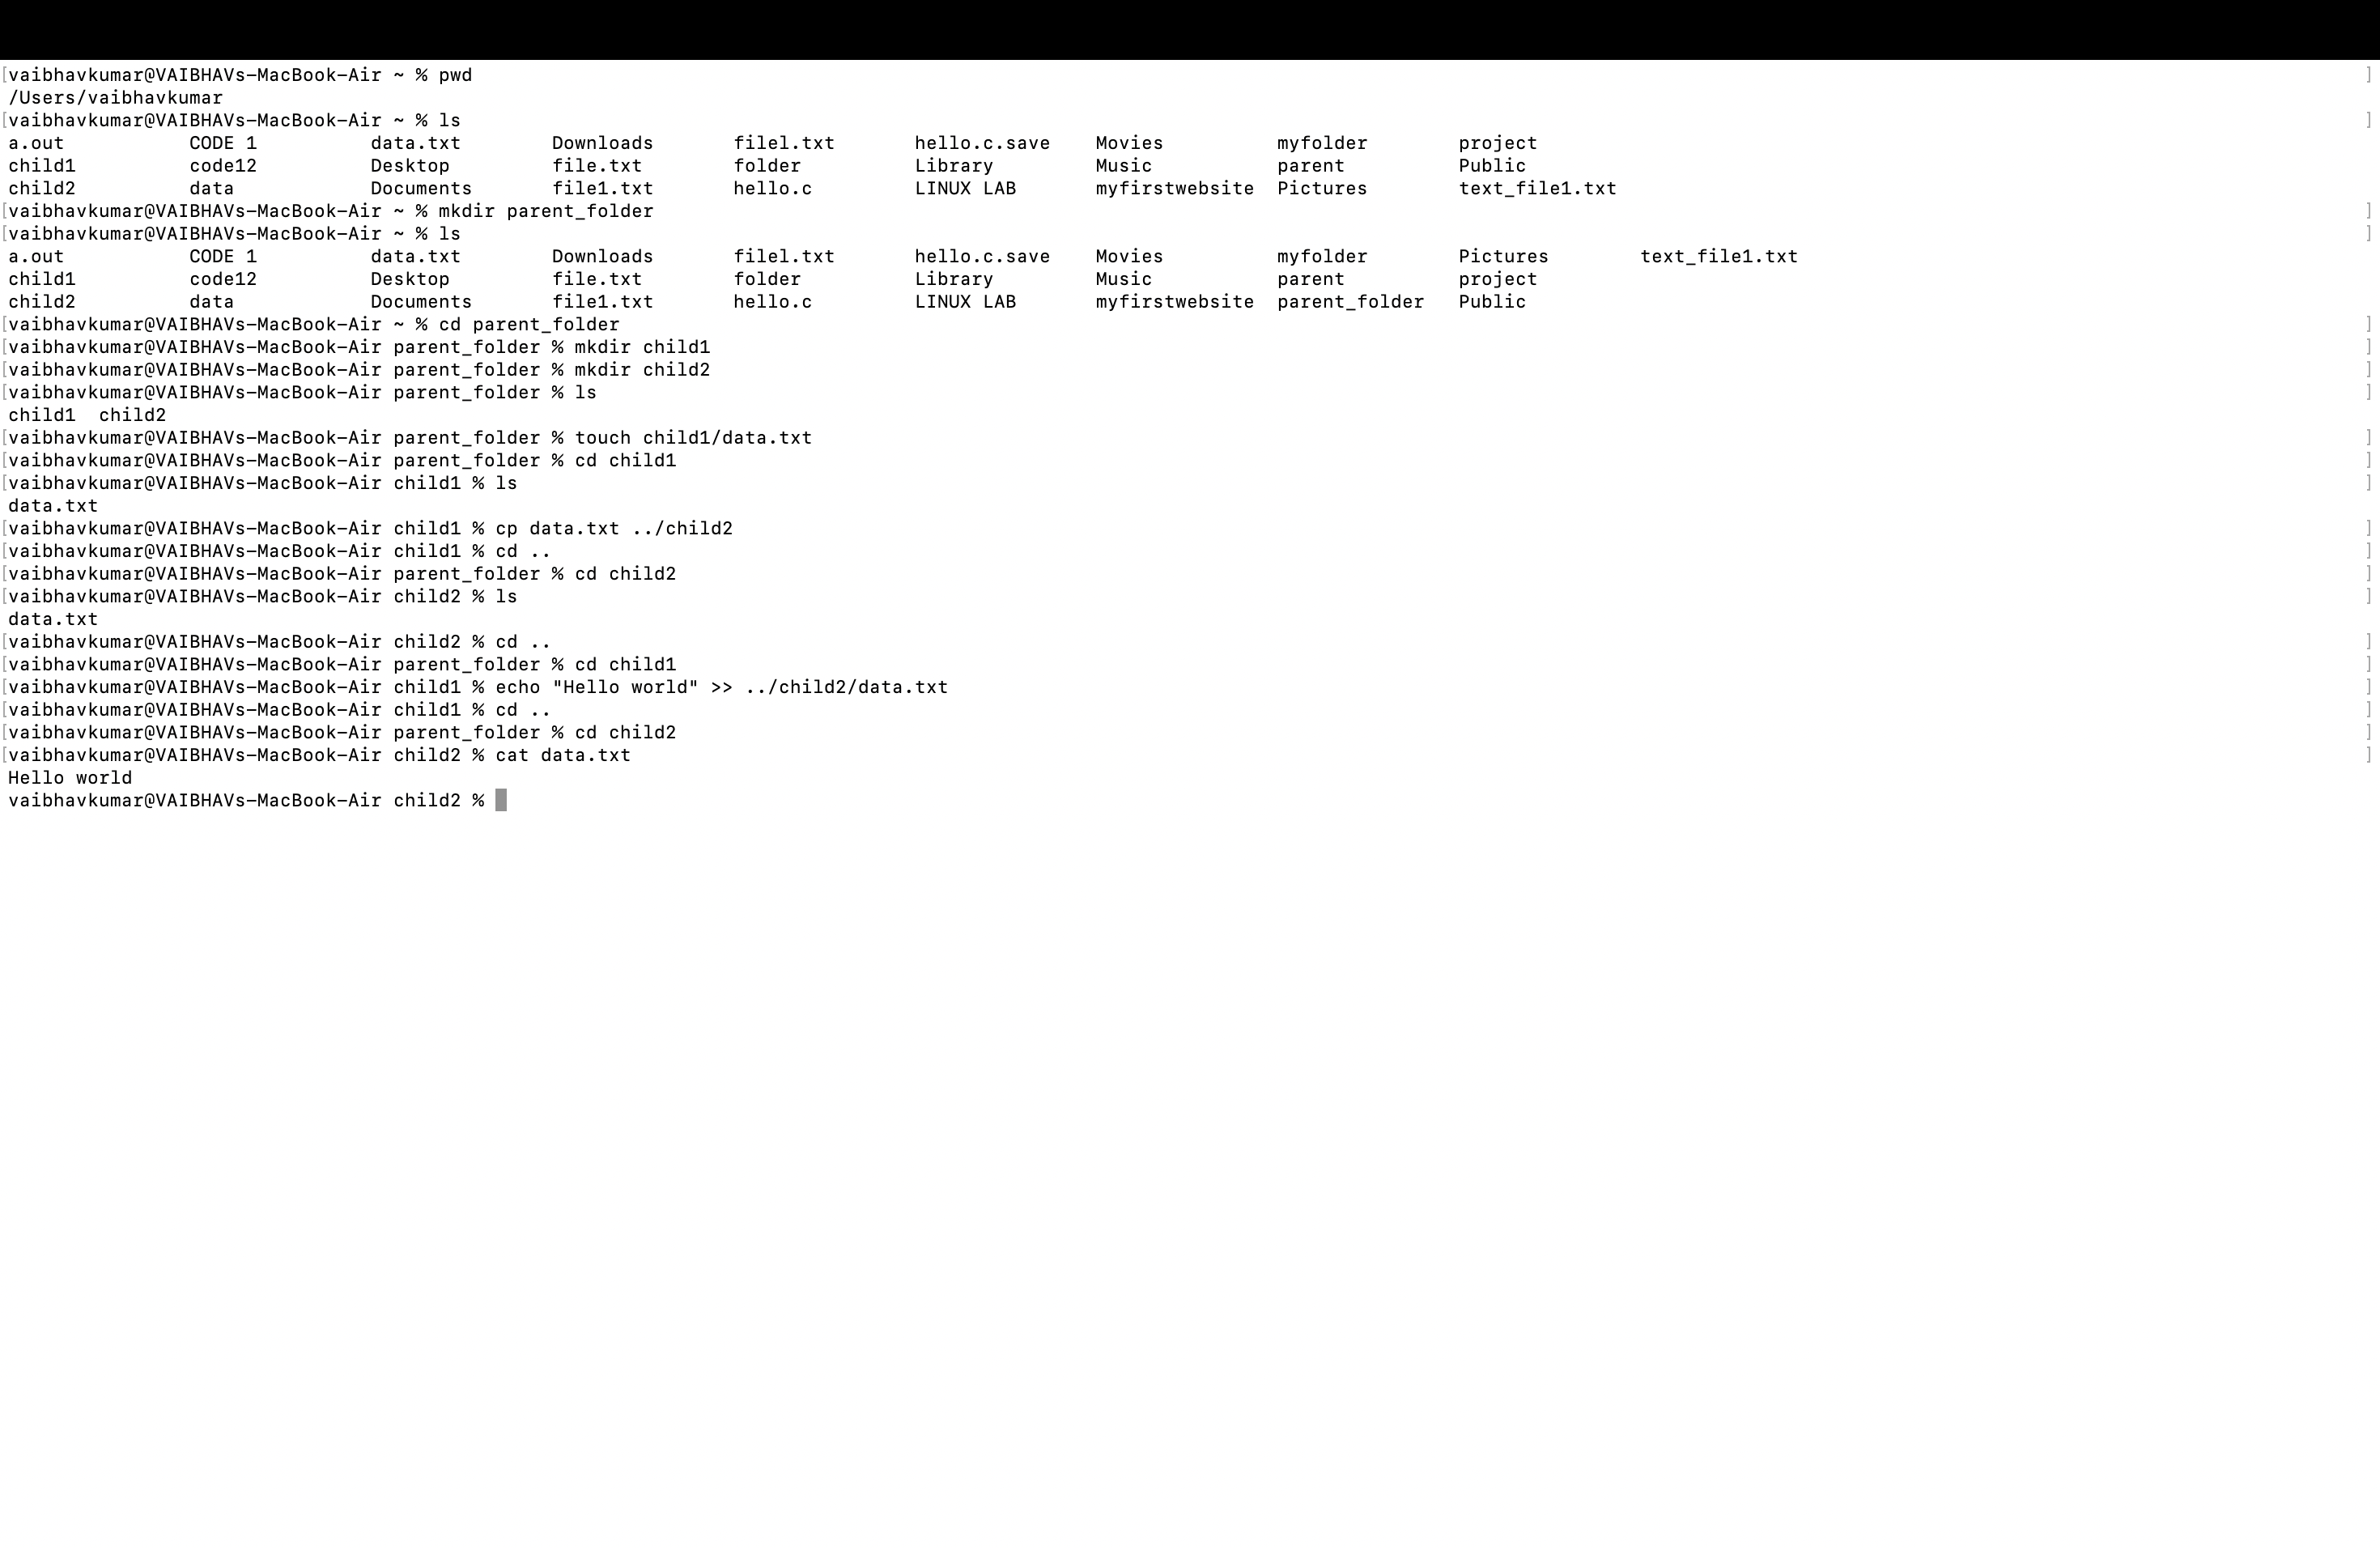 [vaibhavkumar@VAIBHAVs-MacBook-Air ~ % pwd ]
/Users/vaibhavkumar
[vaibhavkumar@VAIBHAVs-MacBook-Air ~ % ls ]
a.out CODE 1 data.txt Downloads filel.txt hello.c.save Movies myfolder project
child1 code12 Desktop file.txt folder Library Music parent Public
child2 data Documents file1.txt hello.c LINUX LAB myfirstwebsite Pictures text_file1.txt
[vaibhavkumar@VAIBHAVs-MacBook-Air ~ % mkdir parent_folder ]
[vaibhavkumar@VAIBHAVs-MacBook-Air ~ % ls ]
a.out CODE 1 data.txt Downloads filel.txt hello.c.save Movies myfolder Pictures text_file1.txt
child1 code12 Desktop file.txt folder Library Music parent project
child2 data Documents file1.txt hello.c LINUX LAB myfirstwebsite parent_folder Public
[vaibhavkumar@VAIBHAVs-MacBook-Air ~ % cd parent_folder ]
[vaibhavkumar@VAIBHAVs-MacBook-Air parent_folder % mkdir child1 ]
[vaibhavkumar@VAIBHAVs-MacBook-Air parent_folder % mkdir child2 ]
[vaibhavkumar@VAIBHAVs-MacBook-Air parent_folder % ls ]
child1 child2
[vaibhavkumar@VAIBHAVs-MacBook-Air parent_folder % touch child1/data.txt ]
[vaibhavkumar@VAIBHAVs-MacBook-Air parent_folder % cd child1 ]
[vaibhavkumar@VAIBHAVs-MacBook-Air child1 % ls ]
data.txt
[vaibhavkumar@VAIBHAVs-MacBook-Air child1 % cp data.txt ../child2 ]
[vaibhavkumar@VAIBHAVs-MacBook-Air child1 % cd .. ]
[vaibhavkumar@VAIBHAVs-MacBook-Air parent_folder % cd child2 ]
[vaibhavkumar@VAIBHAVs-MacBook-Air child2 % ls ]
data.txt
[vaibhavkumar@VAIBHAVs-MacBook-Air child2 % cd .. ]
[vaibhavkumar@VAIBHAVs-MacBook-Air parent_folder % cd child1 ]
[vaibhavkumar@VAIBHAVs-MacBook-Air child1 % echo "Hello world" >> ../child2/data.txt ]
[vaibhavkumar@VAIBHAVs-MacBook-Air child1 % cd .. ]
[vaibhavkumar@VAIBHAVs-MacBook-Air parent_folder % cd child2 ]
[vaibhavkumar@VAIBHAVs-MacBook-Air child2 % cat data.txt ]
Hello world
vaibhavkumar@VAIBHAVs-MacBook-Air child2 %